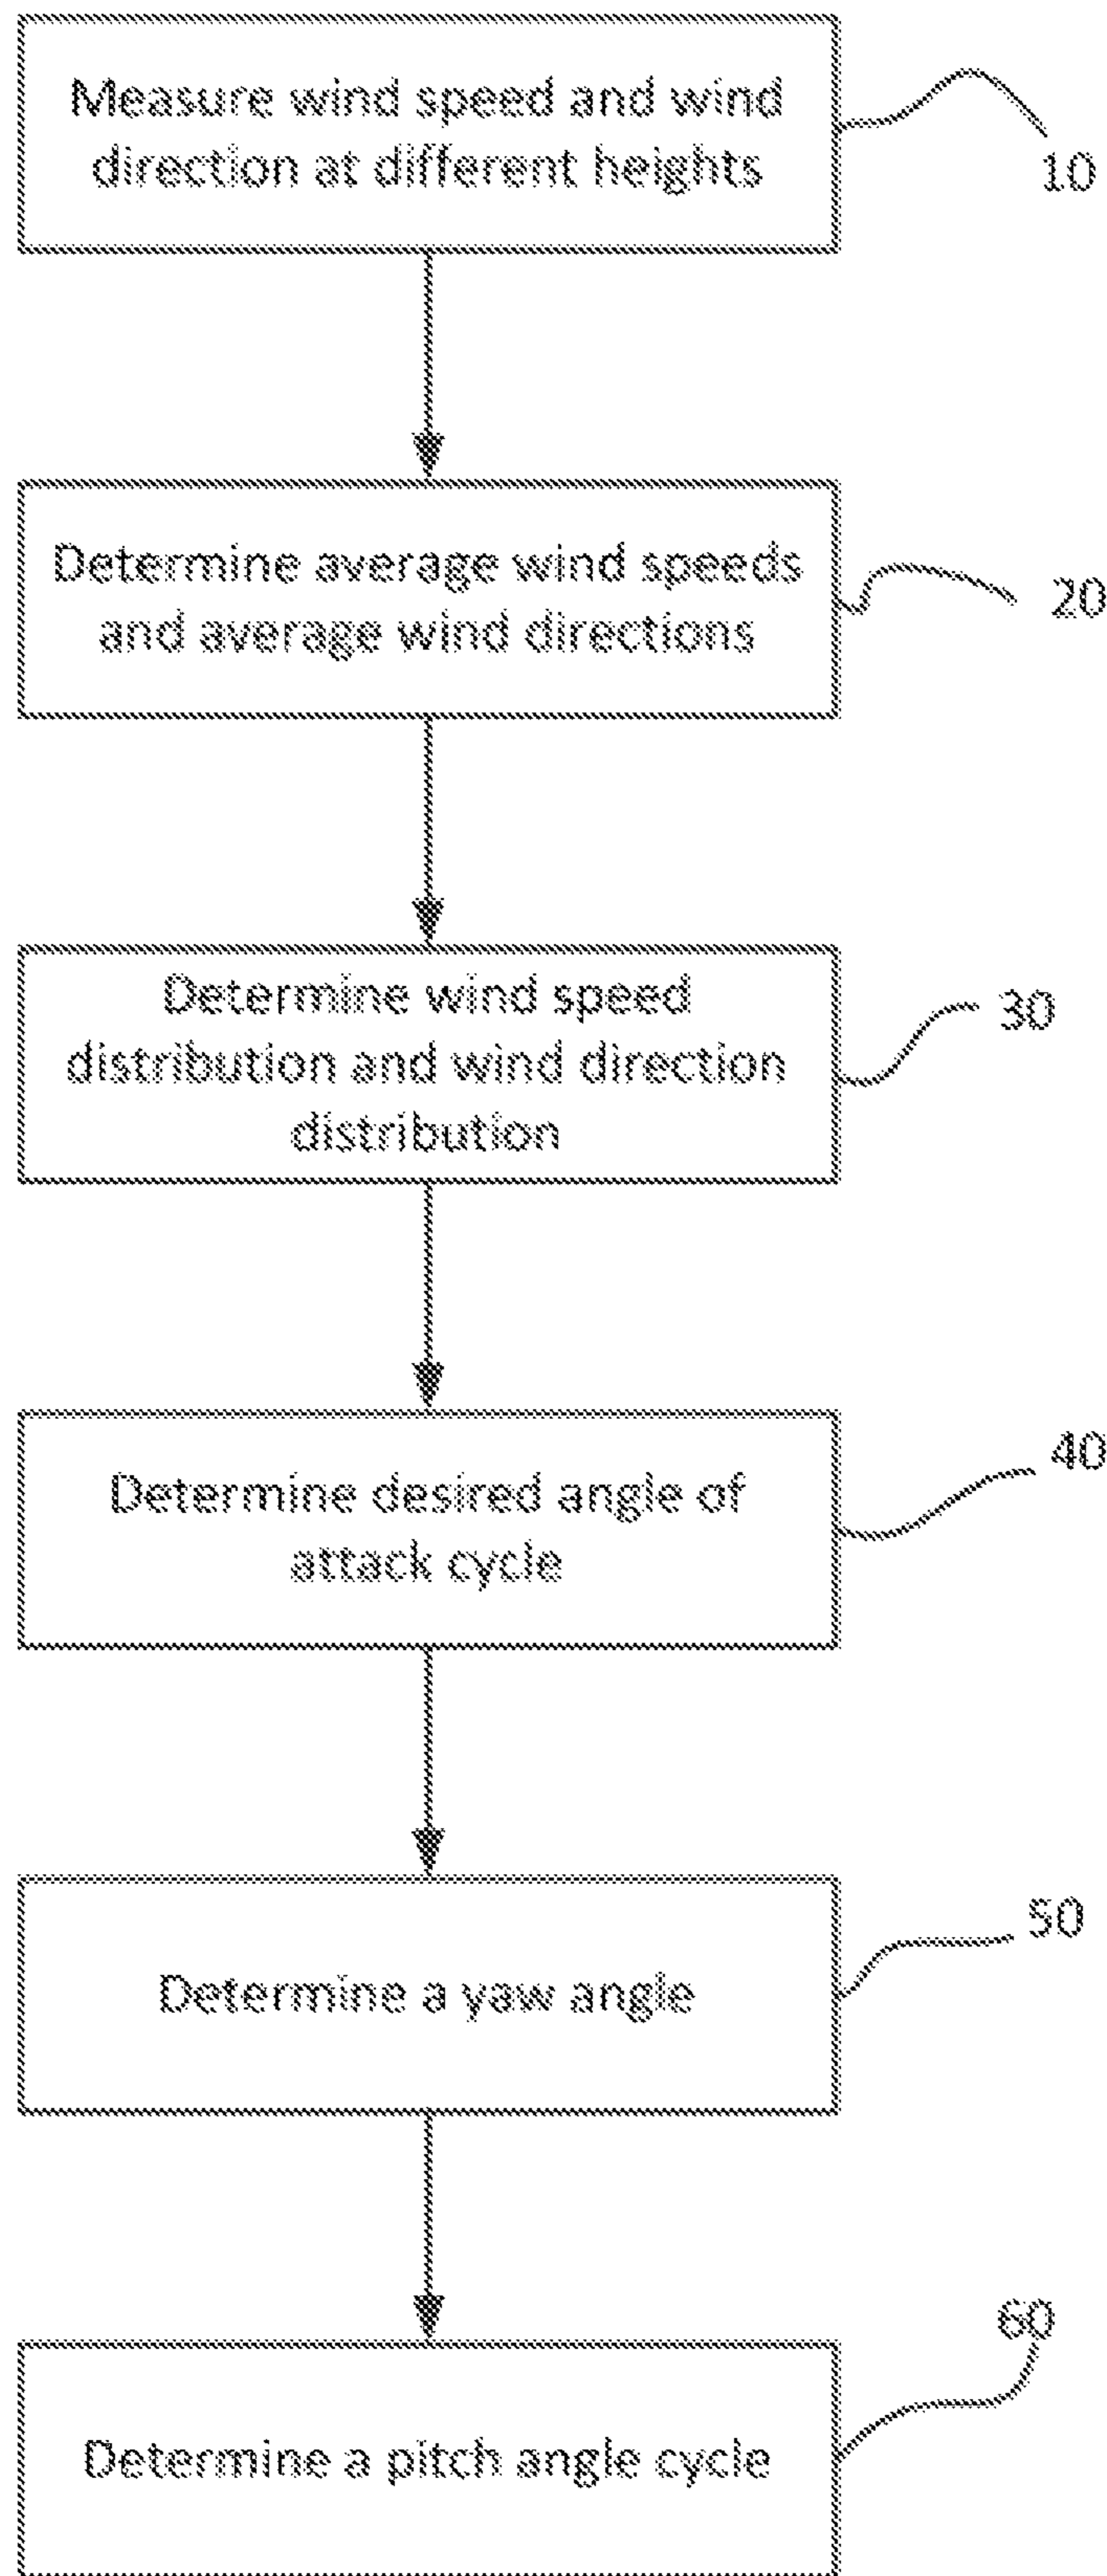 Measure wind speed and wind
direction at different heights
10
Determine average wind speeds
and average wind directions
20
Determine wind speed
distribution and wind direction
distribution
30
Determine desired angle of
attack cycle
40
Determine a yaw angle
50
Determine a pitch angle cycle
60